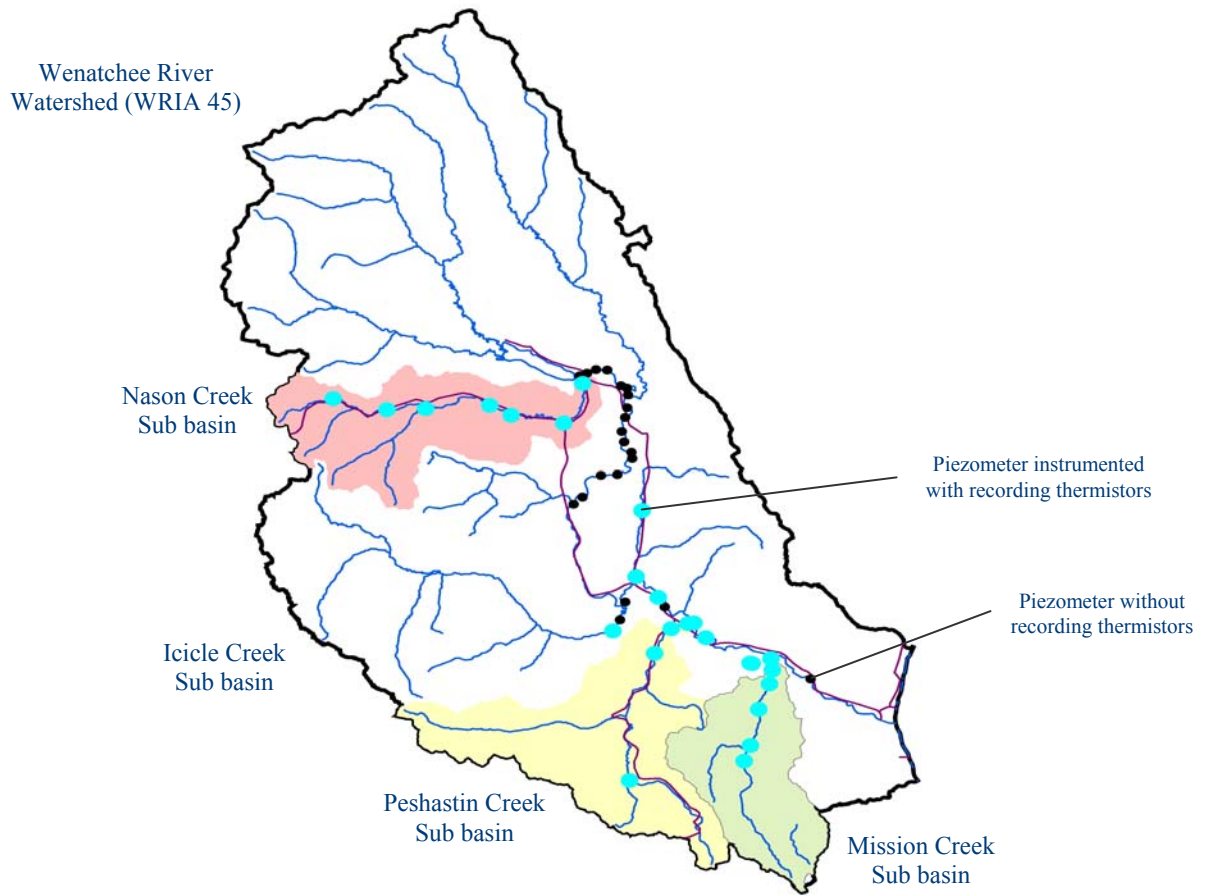 Wenatchee River
Watershed (WRIA 45)
Nason Creek
Sub basin
Piezometer instrumented
with recording thermistors
Piezometer without
recording thermistors
Icicle Creek
Sub basin
Peshastin Creek
Sub basin
Mission Creek
Sub basin